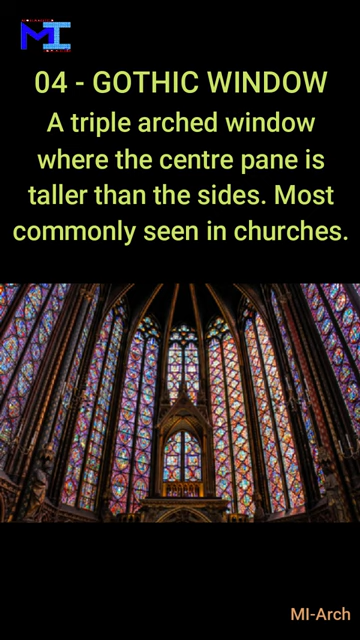 MI
04 - GOTHIC WINDOW
A triple arched window
where the centre pane is
taller than the sides. Most
commonly seen in churches.
MI-Arch